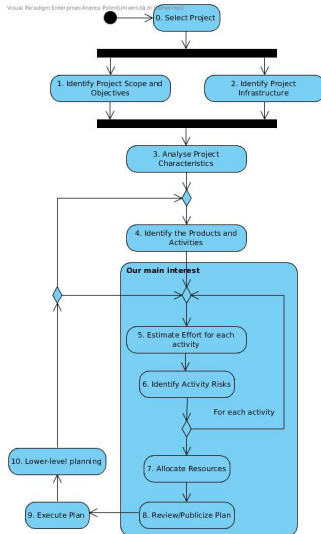 Visual Paradigm Enterprise(Andrea Polini(Università di
0. Select Project
1. Identify Project Scope and
Objectives
2. Identify Project
Infrastructure
3. Analyse Project
Characteristics
4. Identify the Products and
Activities
Our main interest
5. Estimate Effort for each
activity
6. Identify Activity Risks
For each activity
10. Lower-level planning
7. Allocate Resources
9. Execute Plan
8. Review/Publicize Plan